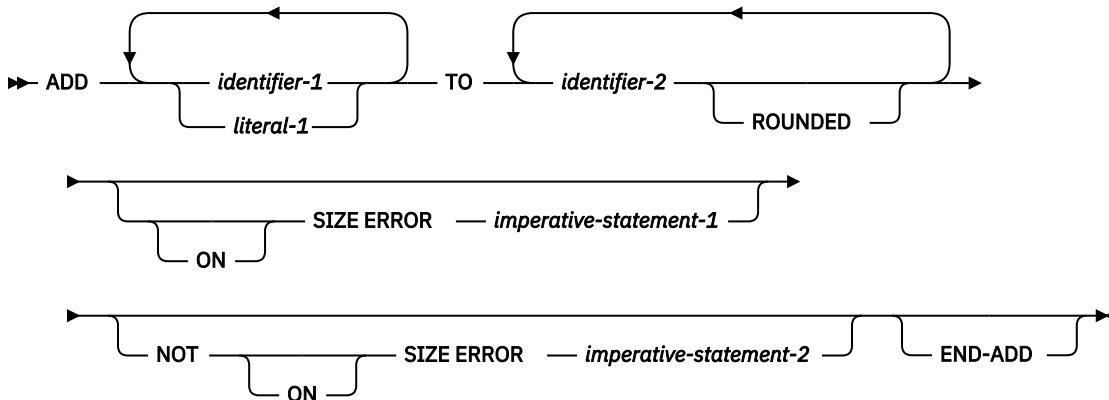 ADD identifier-1 TO identifier-2
literal-1 ROUNDED
SIZE ERROR imperative-statement-1
ON
NOT SIZE ERROR imperative-statement-2 END-ADD
ON